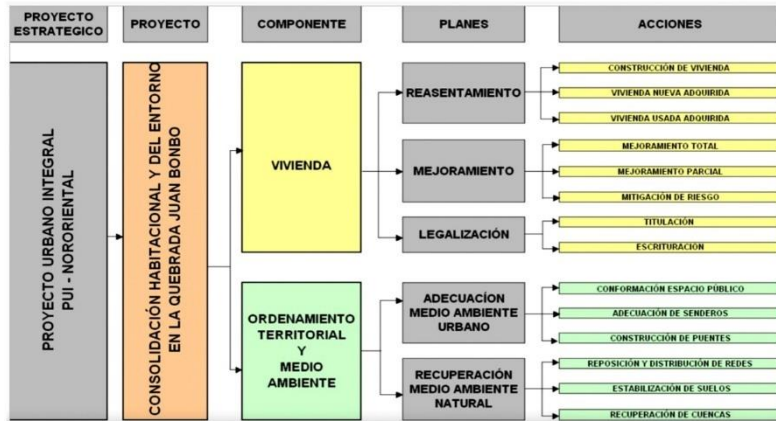 PROYECTO
ESTRATEGICO
PROYECTO
COMPONENTE
PLANES
ACCIONES
PROYECTO URBANO INTEGRAL
PUI - NORORIENTAL
CONSOLIDACIÓN HABITACIONAL Y DEL ENTORNO
EN LA QUEBRADA JUAN BONBO
VIVIENDA
REASENTAMIENTO
CONSTRUCCIÓN DE VIVIENDA
VIVIENDA NUEVA ADQUIRIDA
VIVIENDA USADA ADQUIRIDA
MEJORAMIENTO
MEJORAMIENTO TOTAL
MEJORAMIENTO PARCIAL
MITIGACIÓN DE RIESGO
LEGALIZACIÓN
TITULACIÓN
ESCRITURACION
ORDENAMIENTO
TERRITORIAL
Y
MEDIO
AMBIENTE
ADECUACÍON
MEDIO AMBIENTE
URBANO
CONFORMACIÓN ESPACIO PÚBLICO
ADECUACIÓN DE SENDEROS
CONSTRUCCIÓN DE PUENTES
RECUPERACIÓN
MEDIO AMBIENTE
NATURAL
REPOSICIÓN Y DISTRIBUCIÓN DE REDES
ESTABILIZACIÓN DE SUELOS
RECUPERACIÓN DE CUENCAS